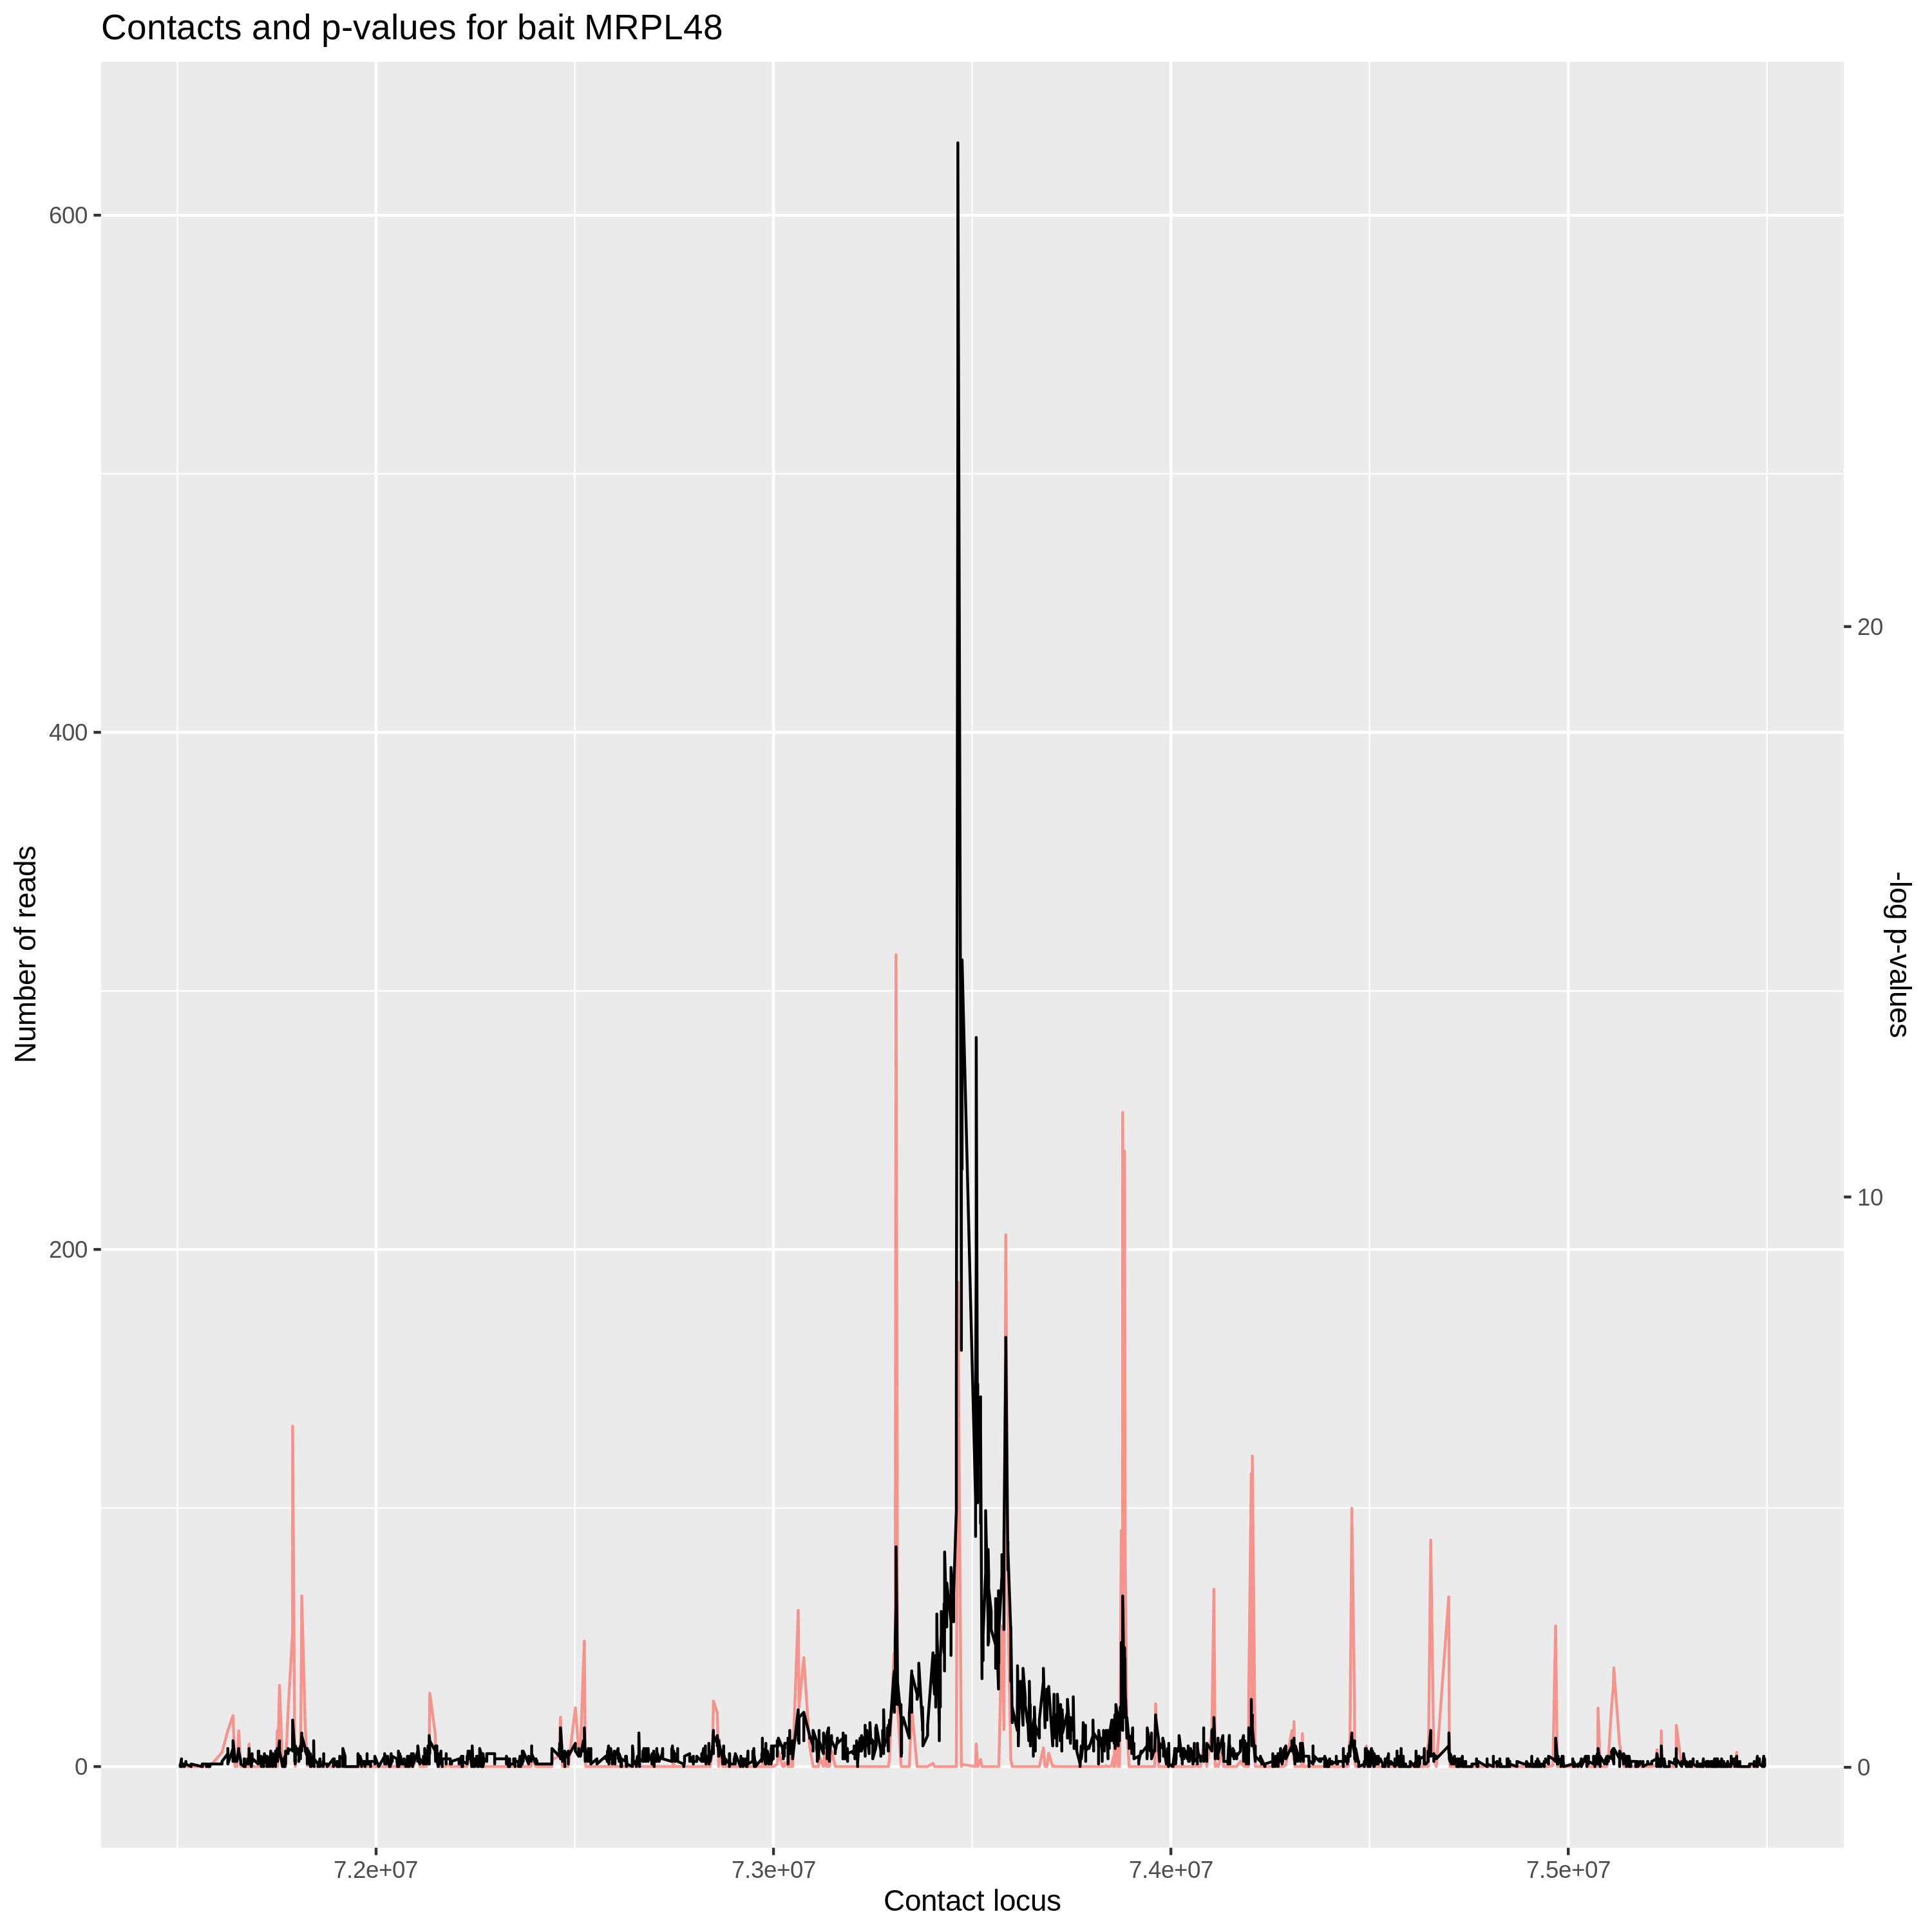 Contacts and p-values for bait MRPL48
Number of reads
600
400
200
0
20
10
0
-log p-values
7.2e+07
7.3e+07
7.4e+07
7.5e+07
Contact locus